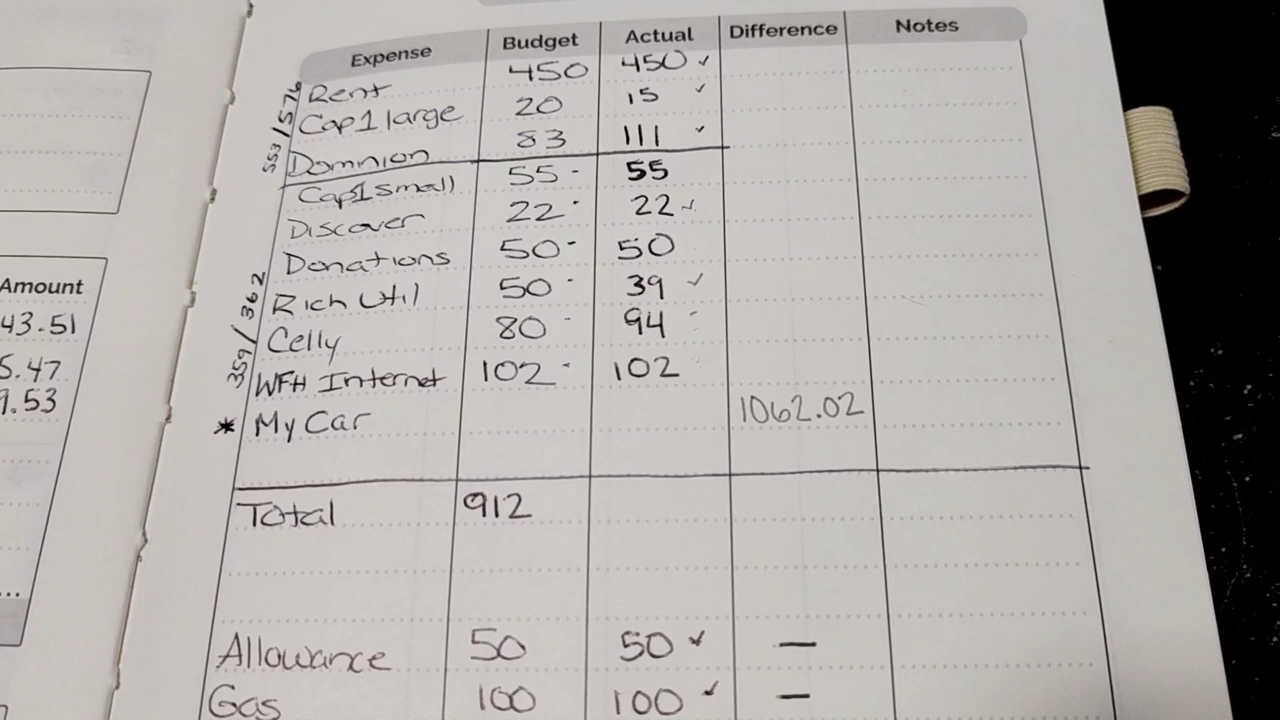 Expense Budget Actual Difference Notes
Rent 450 450 ✓
Cap1 large 20 15 ✓
Domnion 83 111 ✓
553/576
Cap1 small 55 - 55
Discover 22 - 22 ✓
Donations 50 - 50
Rich Util 50 - 39 ✓
Celly 80 - 94 -
WFH Internet 102 - 102
359/362
* My Car 1062.02
Total 912
Allowance 50 50 ✓ —
Gas 100 100 ✓ —
Amount
43.51
5.47
9.53
...